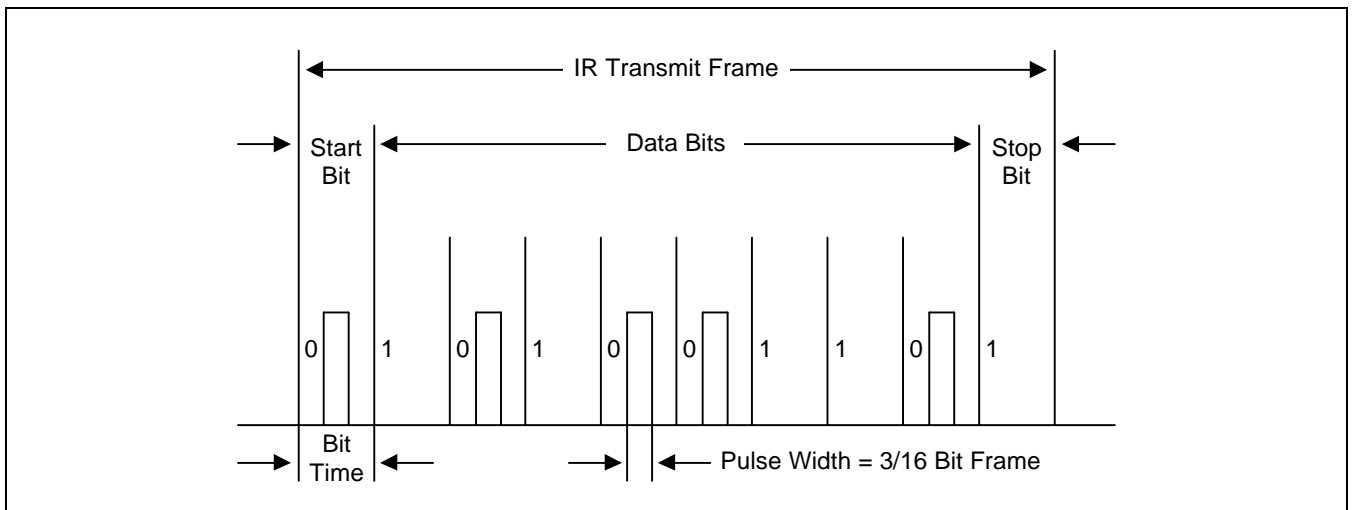 IR Transmit Frame
Start
Bit
Data Bits
Stop
Bit
0 1 0 1 0 0 1 1 0 1
Bit
Time
Pulse Width = 3/16 Bit Frame